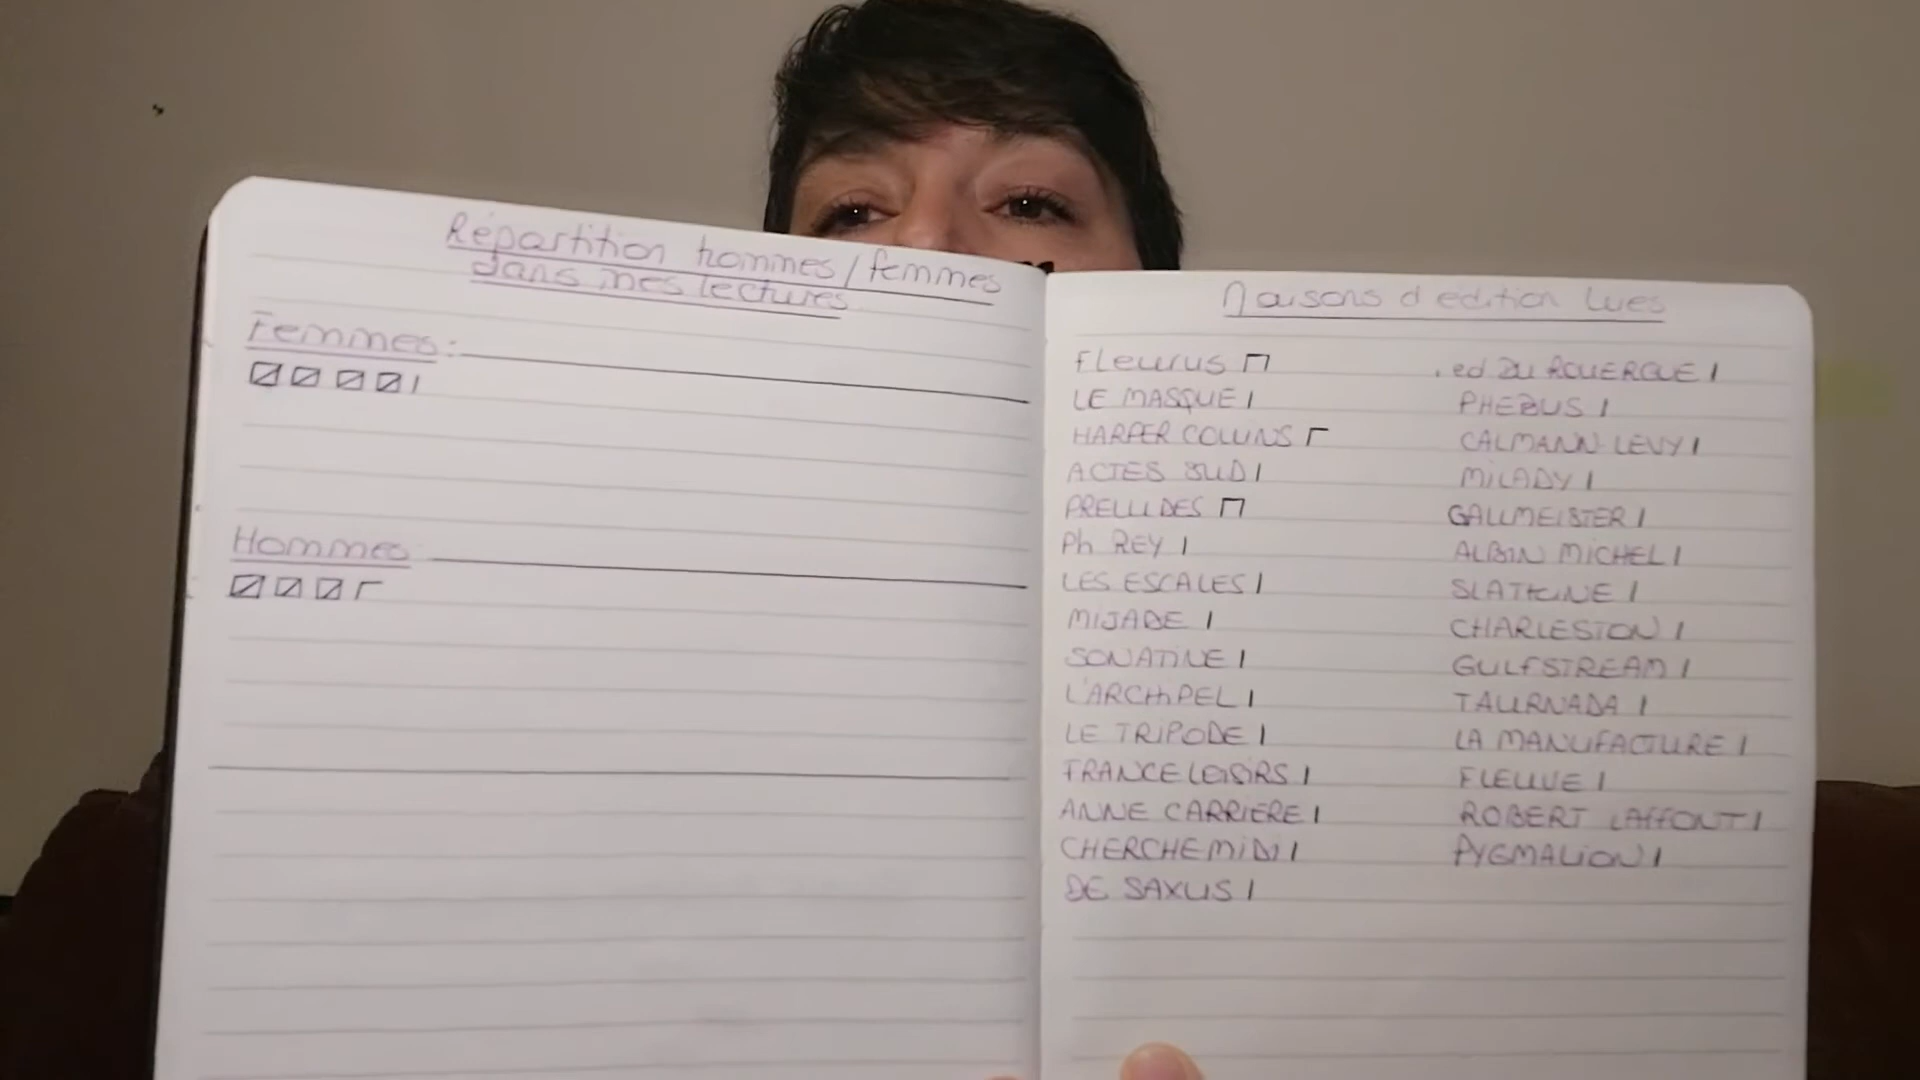 Répartition hommes/femmes
dans mes lectures
Femmes:
Hommes
Maisons d'edition lues
Fleurus
LE MASQUE I
HARPER COLLINS
ACTES SUD I
PRELUDES
Ph REY I
LES ESCALES I
MIJADE I
SONATINE I
L'ARCHIPEL I
LE TRIPODE I
FRANCE LOISIRS I
ANNE CARRIERE I
CHERCHE MIDI I
DE SAXUS I
ed DU ROUERGUE I
PHEBUS I
CALMANN-LEVY I
MILADY I
GALLMEISTER I
ALBIN MICHEL I
SLATKINE I
CHARLESTON I
GULFSTREAM I
TAURNADA I
LA MANUFACTURE I
FLEUVE I
ROBERT LAFFONT I
PYGMALION I